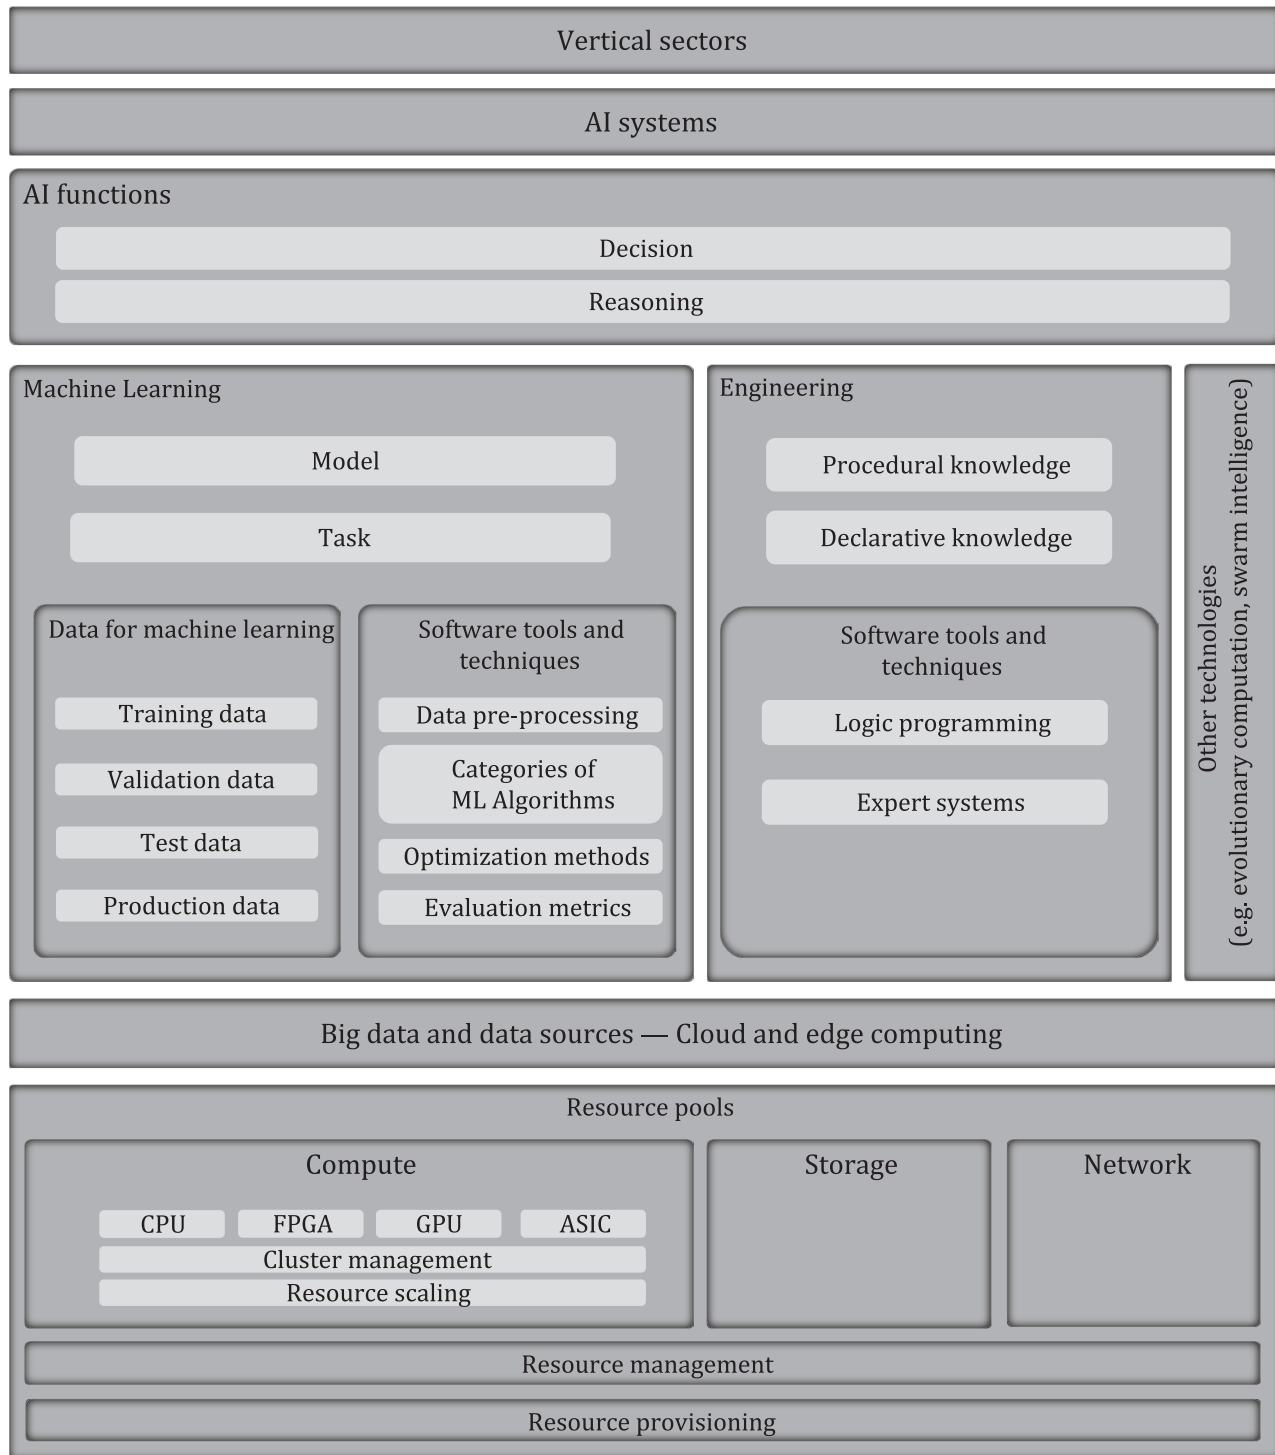 Vertical sectors
AI systems
AI functions
Decision
Reasoning
Machine Learning
Model
Task
Data for machine learning
Training data
Validation data
Test data
Production data
Software tools and
techniques
Data pre-processing
Categories of
ML Algorithms
Optimization methods
Evaluation metrics
Engineering
Procedural knowledge
Declarative knowledge
Software tools and
techniques
Logic programming
Expert systems
Other technologies
(e.g. evolutionary computation, swarm intelligence)
Big data and data sources — Cloud and edge computing
Resource pools
Compute
CPU
FPGA
GPU
ASIC
Cluster management
Resource scaling
Storage
Network
Resource management
Resource provisioning